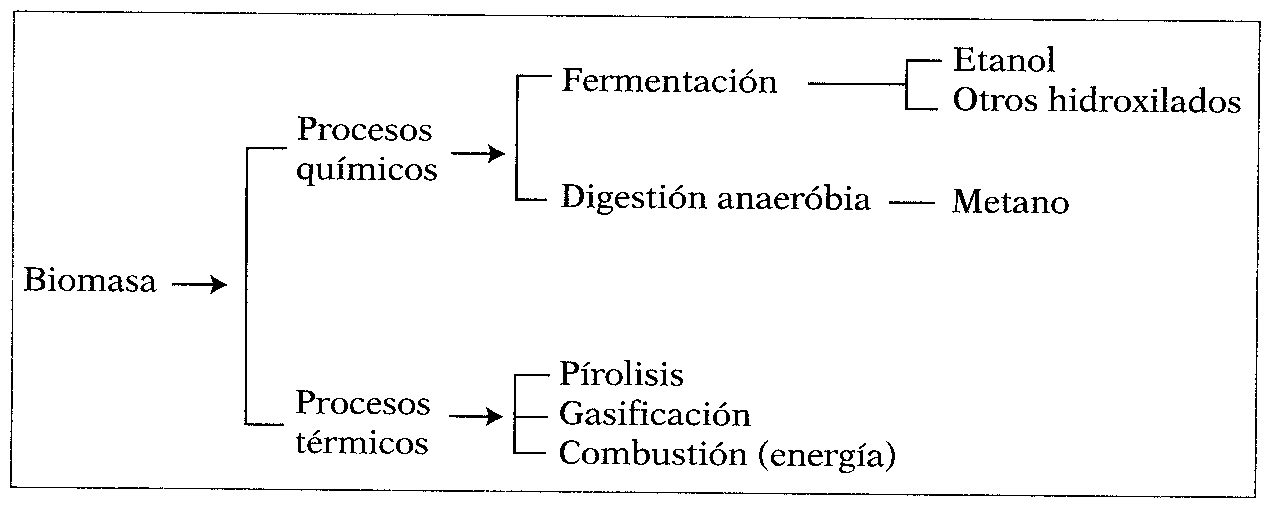 Fermentación
Etanol
Otros hidroxilados
Procesos
químicos
Digestión anaeróbia
Metano
Biomasa
Procesos
térmicos
Pírolisis
Gasificación
Combustión (energía)